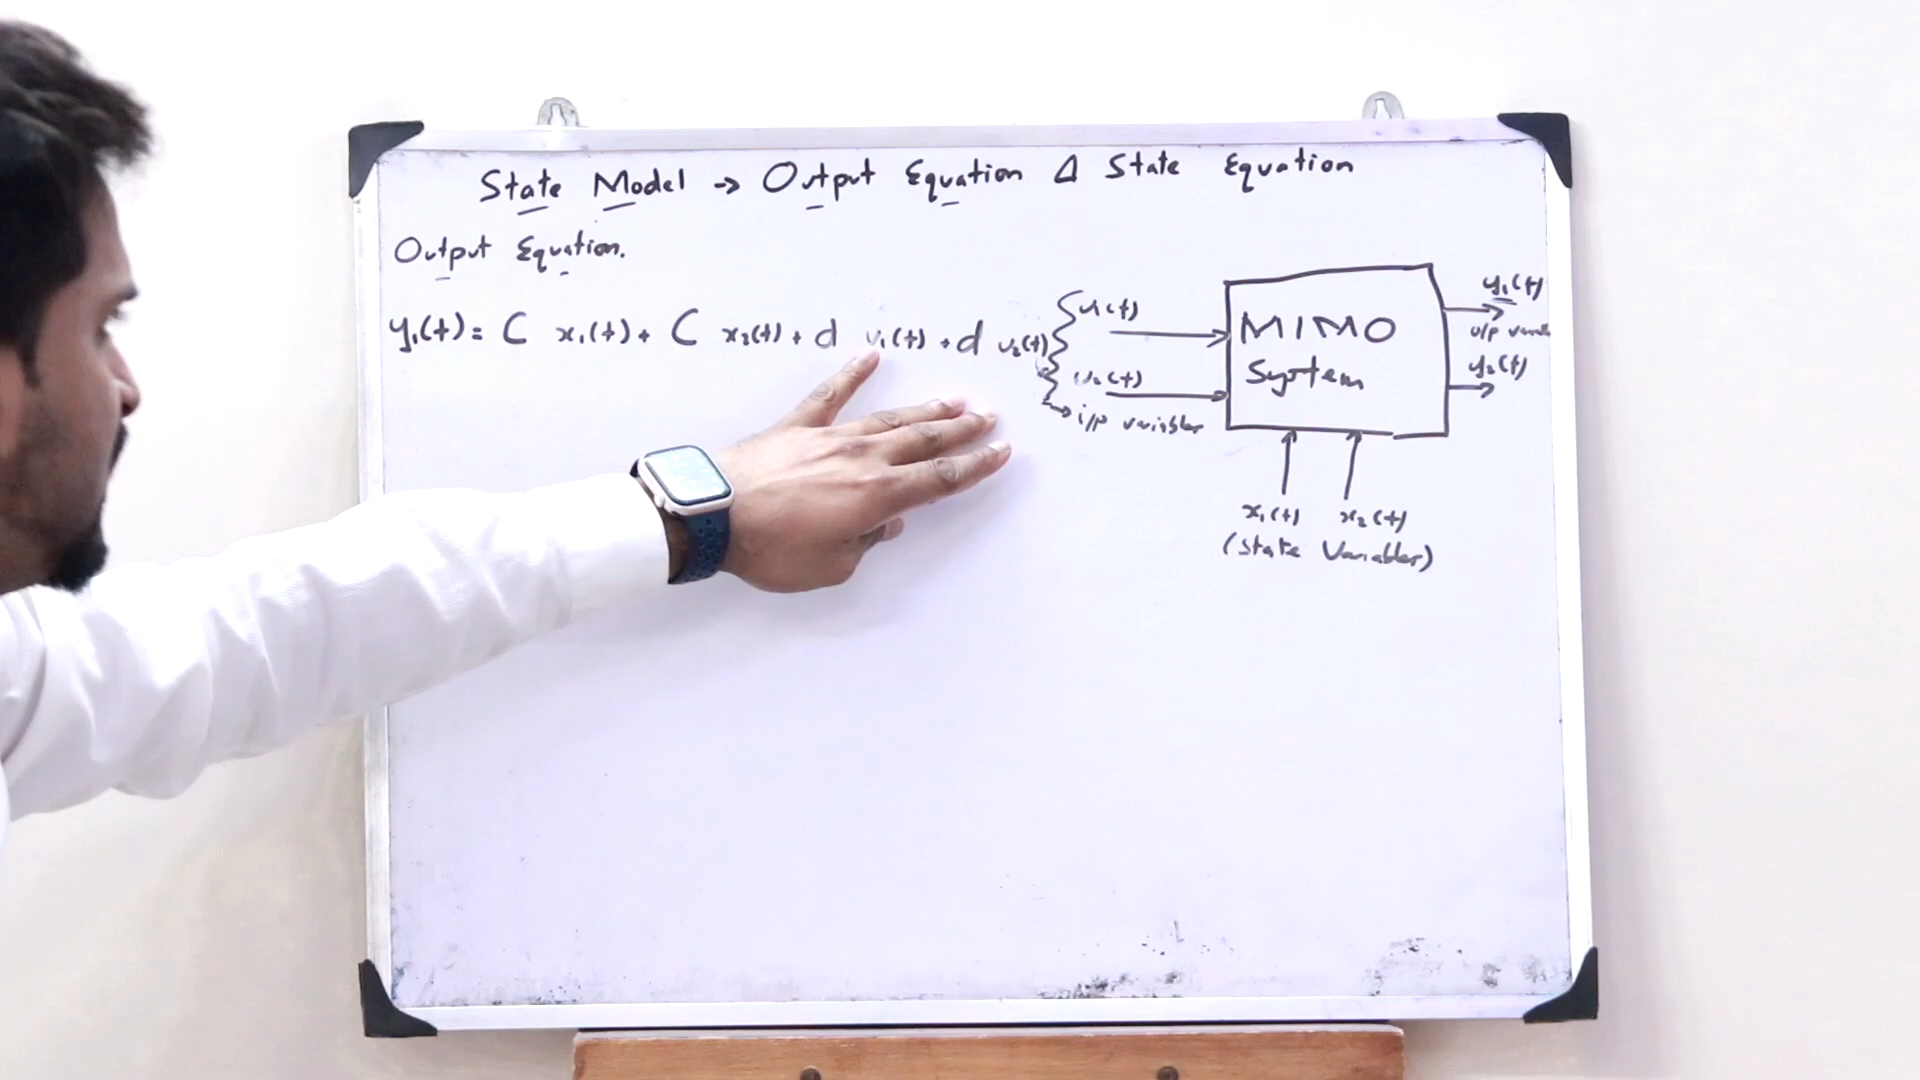 State Model → Output Equation Δ State Equation
Output Equation.
y₁(t) = C x₁(t) + C x₂(t) + d u₁(t) + d u₂(t)
u₁(t)
u₂(t)
i/p variables
MIMO
System
y₁(t)
o/p
y₂(t)
x₁(t) x₂(t)
(State Variables)